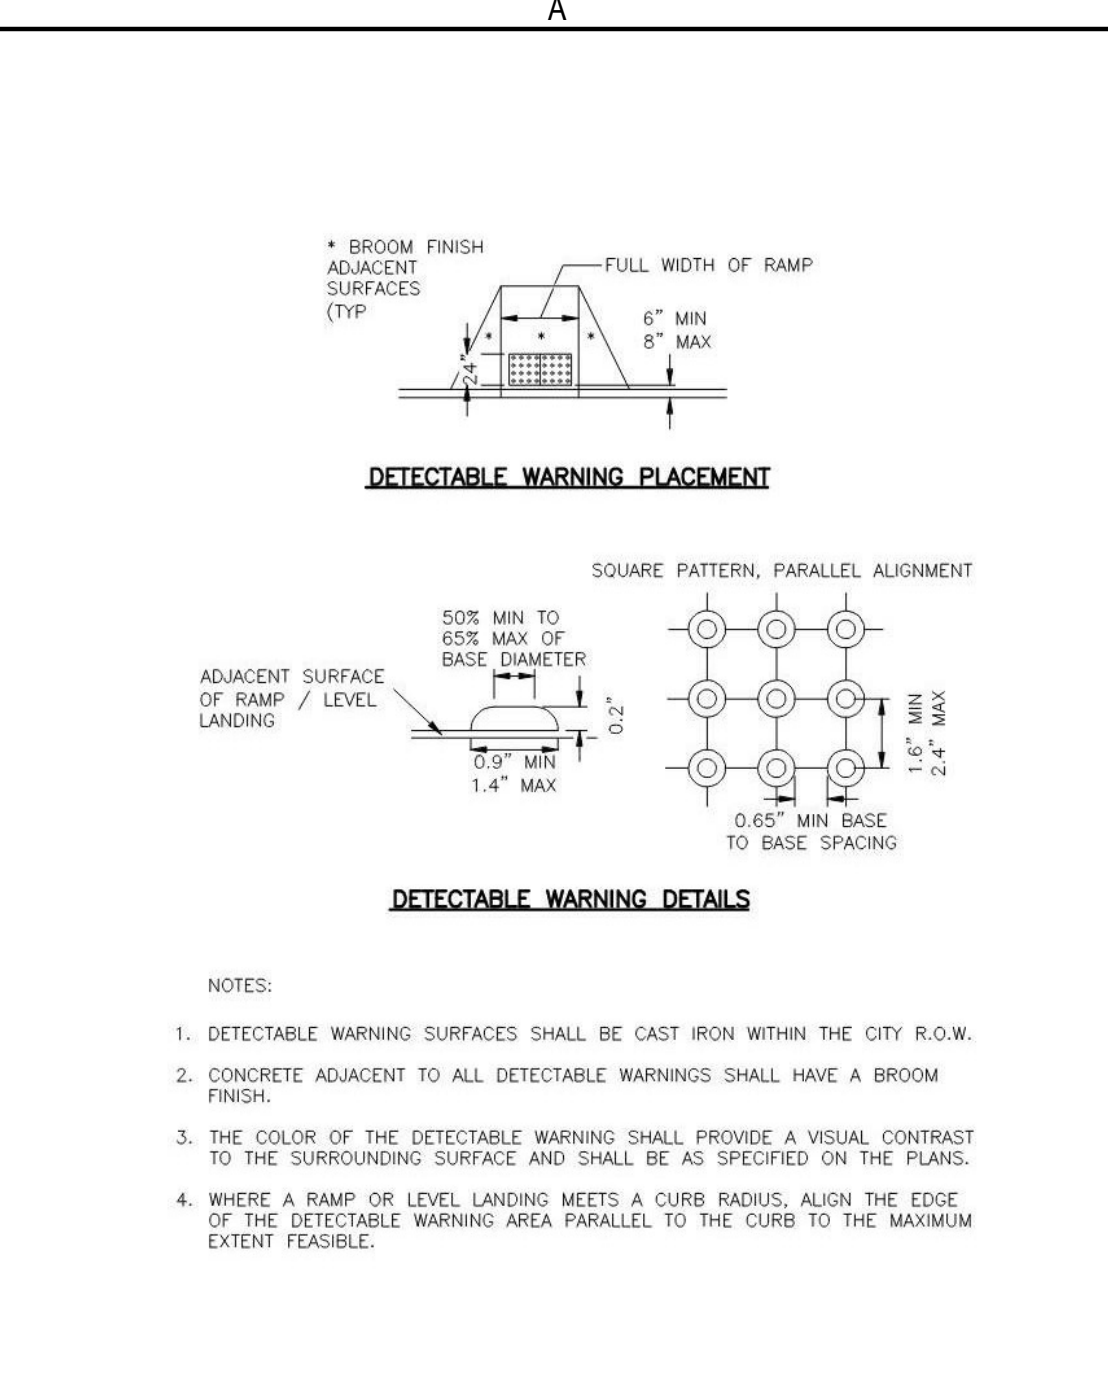 A
* BROOM FINISH
ADJACENT
SURFACES
(TYP
FULL WIDTH OF RAMP
6" MIN
8" MAX
24"
DETECTABLE WARNING PLACEMENT
SQUARE PATTERN, PARALLEL ALIGNMENT
50% MIN TO
65% MAX OF
BASE DIAMETER
ADJACENT SURFACE
OF RAMP / LEVEL
LANDING
0.2"
0.9" MIN
1.4" MAX
1.6" MIN
2.4" MAX
0.65" MIN BASE
TO BASE SPACING
DETECTABLE WARNING DETAILS
NOTES:
1. DETECTABLE WARNING SURFACES SHALL BE CAST IRON WITHIN THE CITY R.O.W.
2. CONCRETE ADJACENT TO ALL DETECTABLE WARNINGS SHALL HAVE A BROOM
FINISH.
3. THE COLOR OF THE DETECTABLE WARNING SHALL PROVIDE A VISUAL CONTRAST
TO THE SURROUNDING SURFACE AND SHALL BE AS SPECIFIED ON THE PLANS.
4. WHERE A RAMP OR LEVEL LANDING MEETS A CURB RADIUS, ALIGN THE EDGE
OF THE DETECTABLE WARNING AREA PARALLEL TO THE CURB TO THE MAXIMUM
EXTENT FEASIBLE.